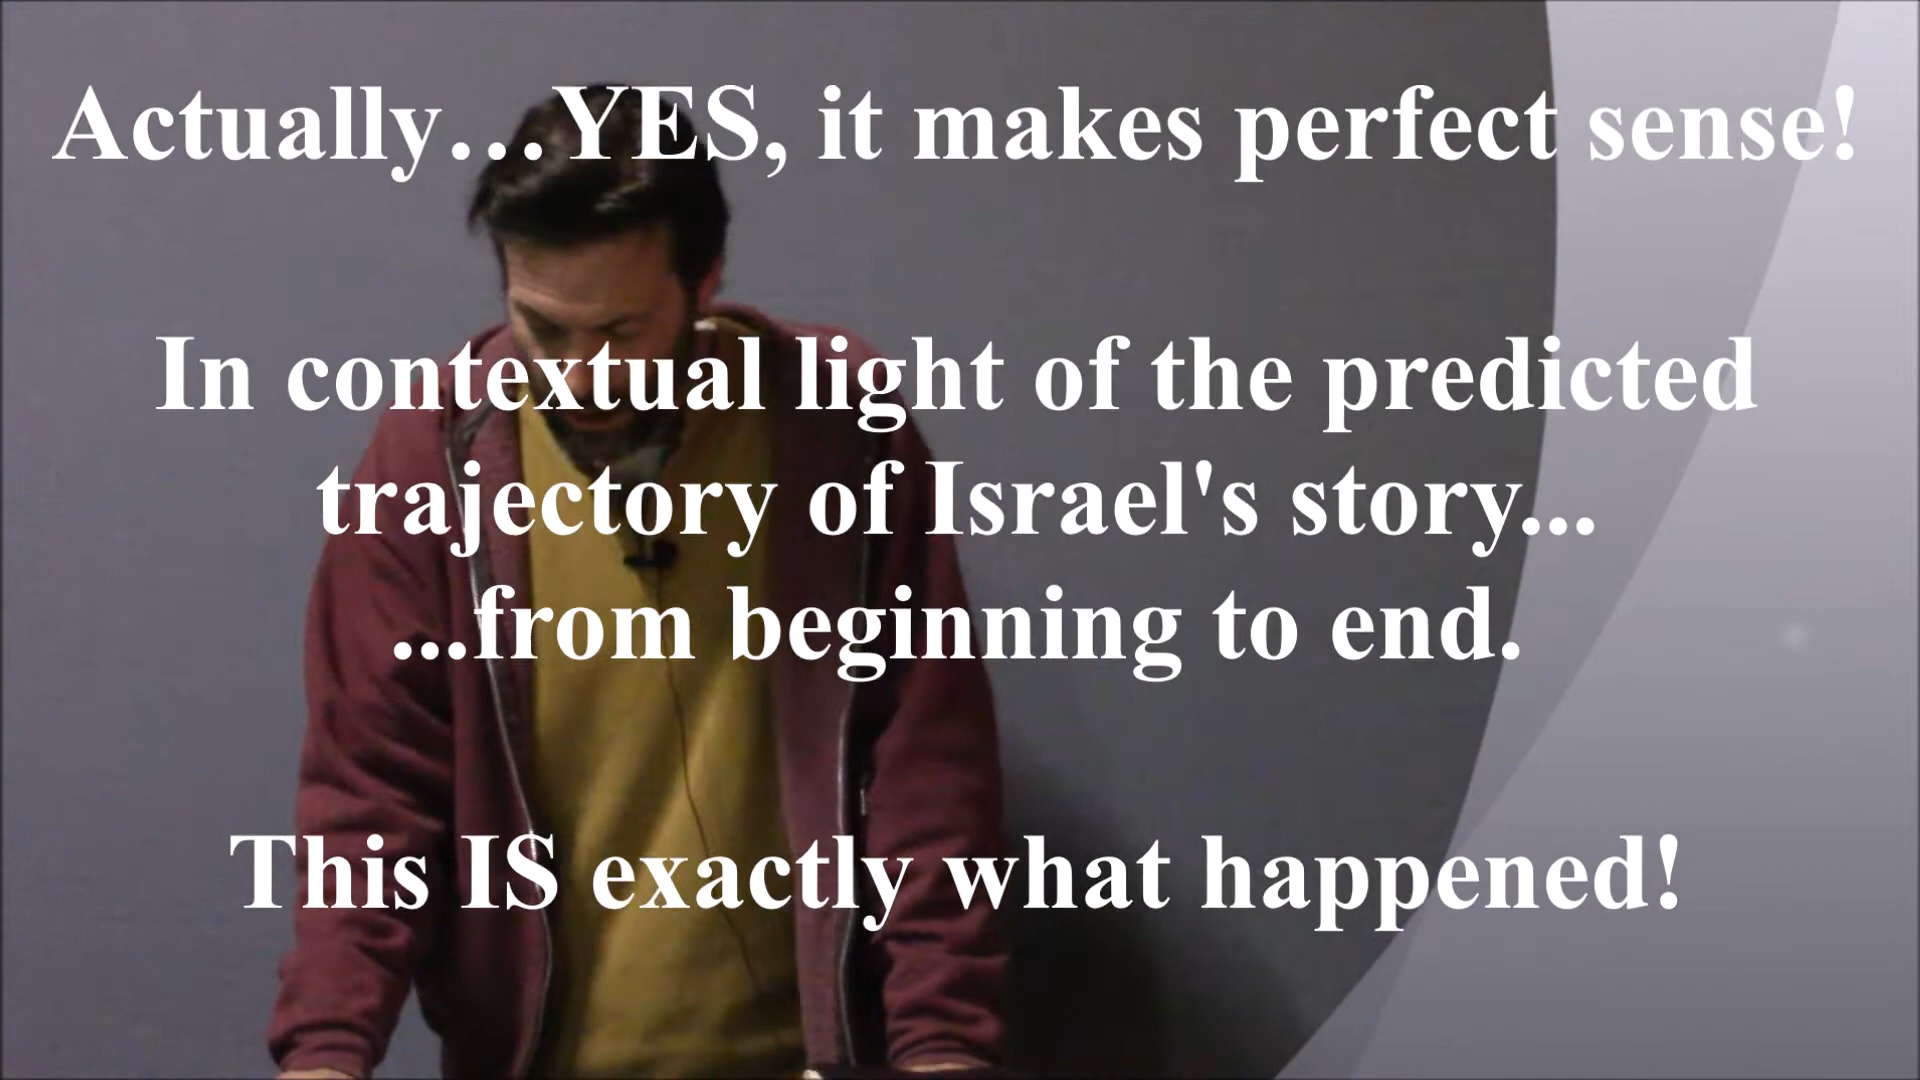 Actually…YES, it makes perfect sense!
In contextual light of the predicted
trajectory of Israel's story...
...from beginning to end.
This IS exactly what happened!